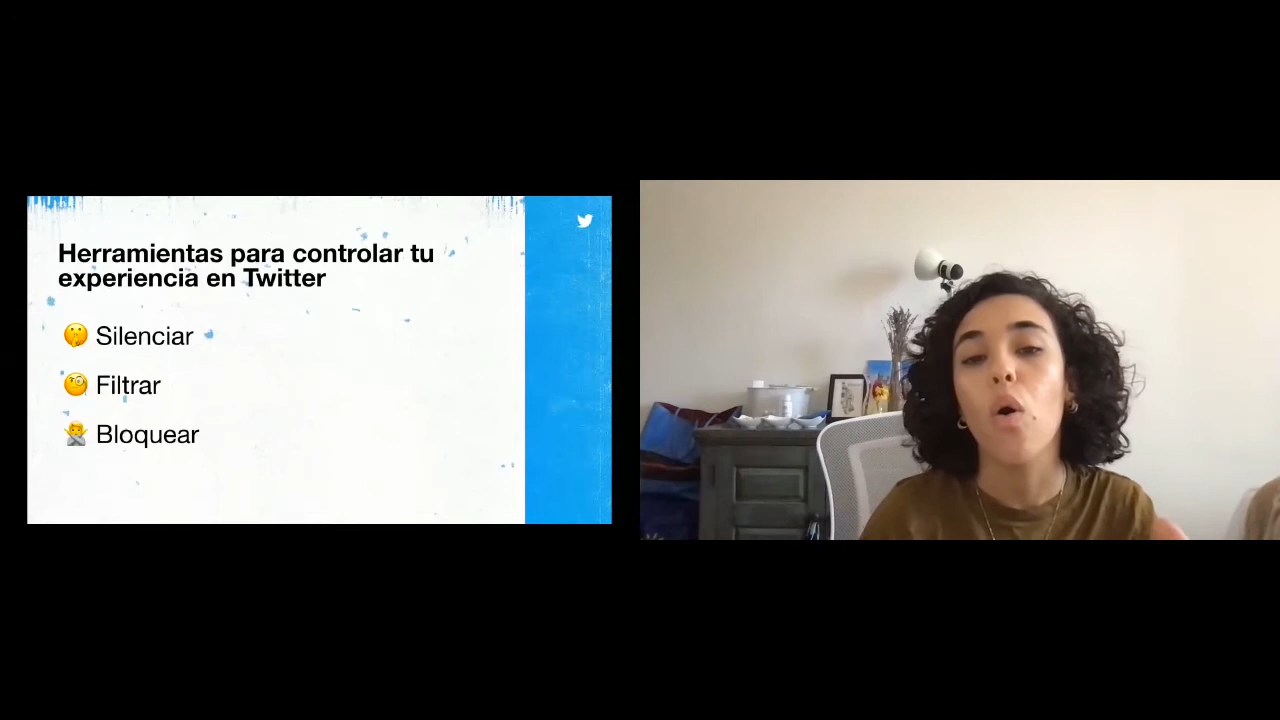 Herramientas para controlar tu
experiencia en Twitter
🤫 Silenciar
🧐 Filtrar
🙅 Bloquear